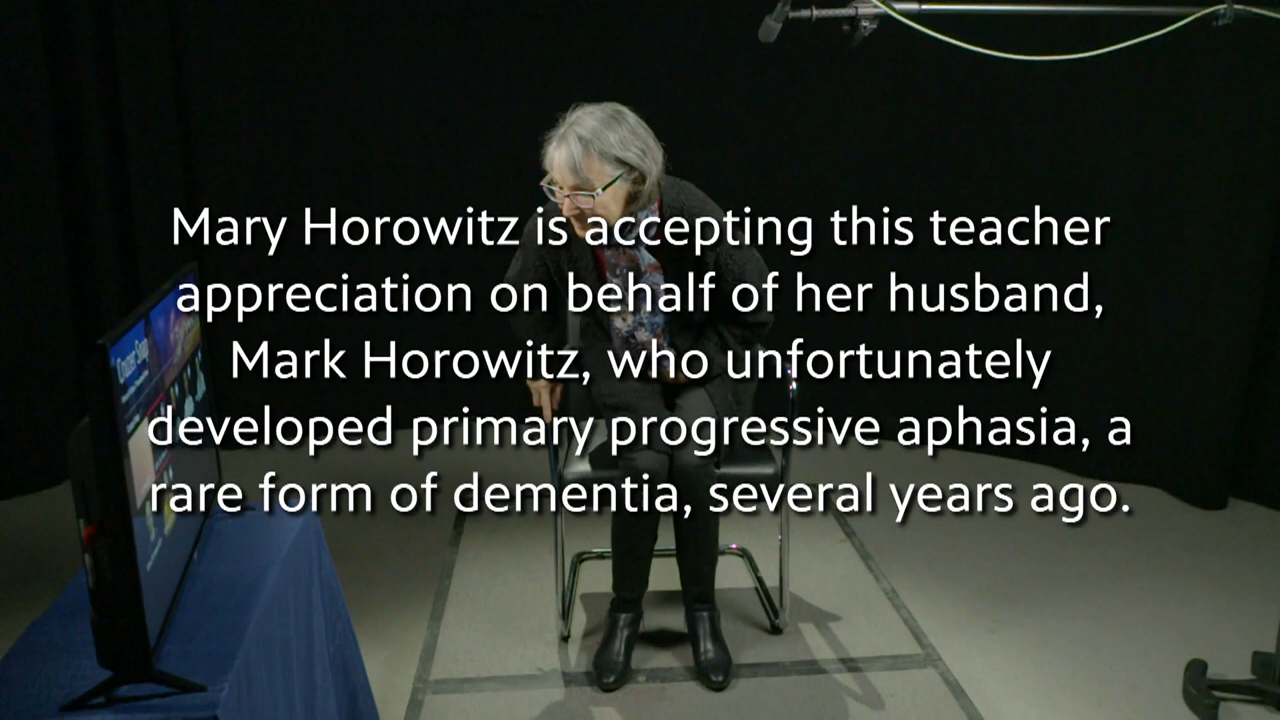 Mary Horowitz is accepting this teacher
appreciation on behalf of her husband,
Mark Horowitz, who unfortunately
developed primary progressive aphasia, a
rare form of dementia, several years ago.